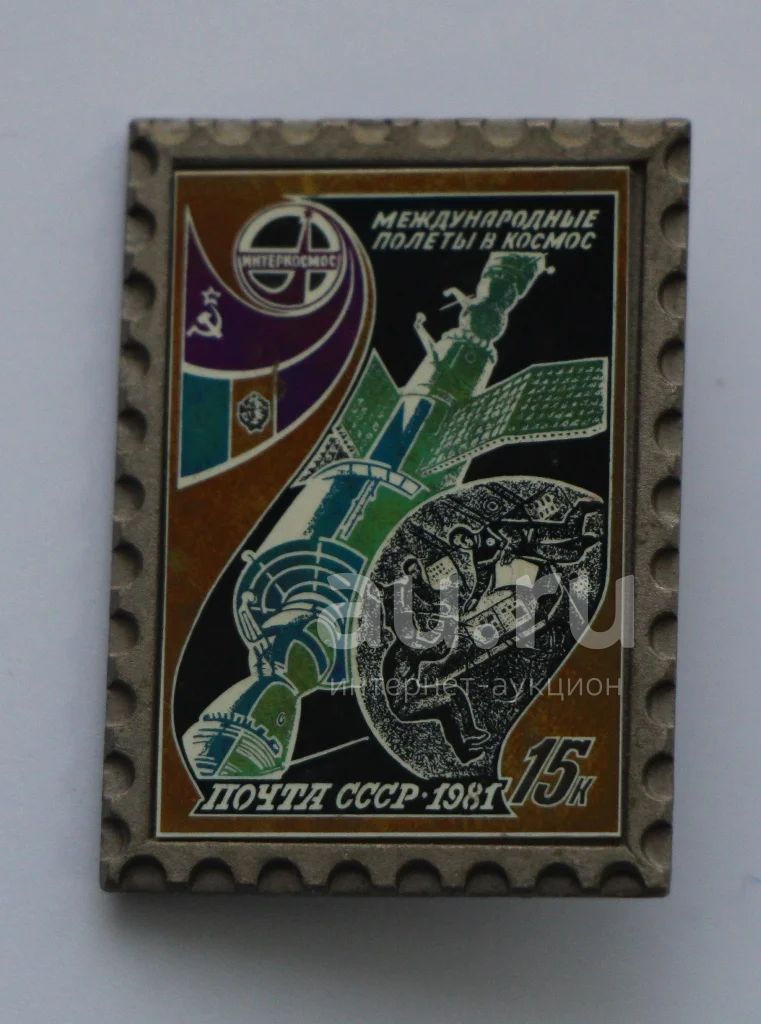 МЕЖДУНАРОДНЫЕ
ПОЛЕТЫ В КОСМОС
ИНТЕРКОСМОС
au.ru
интернет-аукцион
15к
ПОЧТА СССР·1981